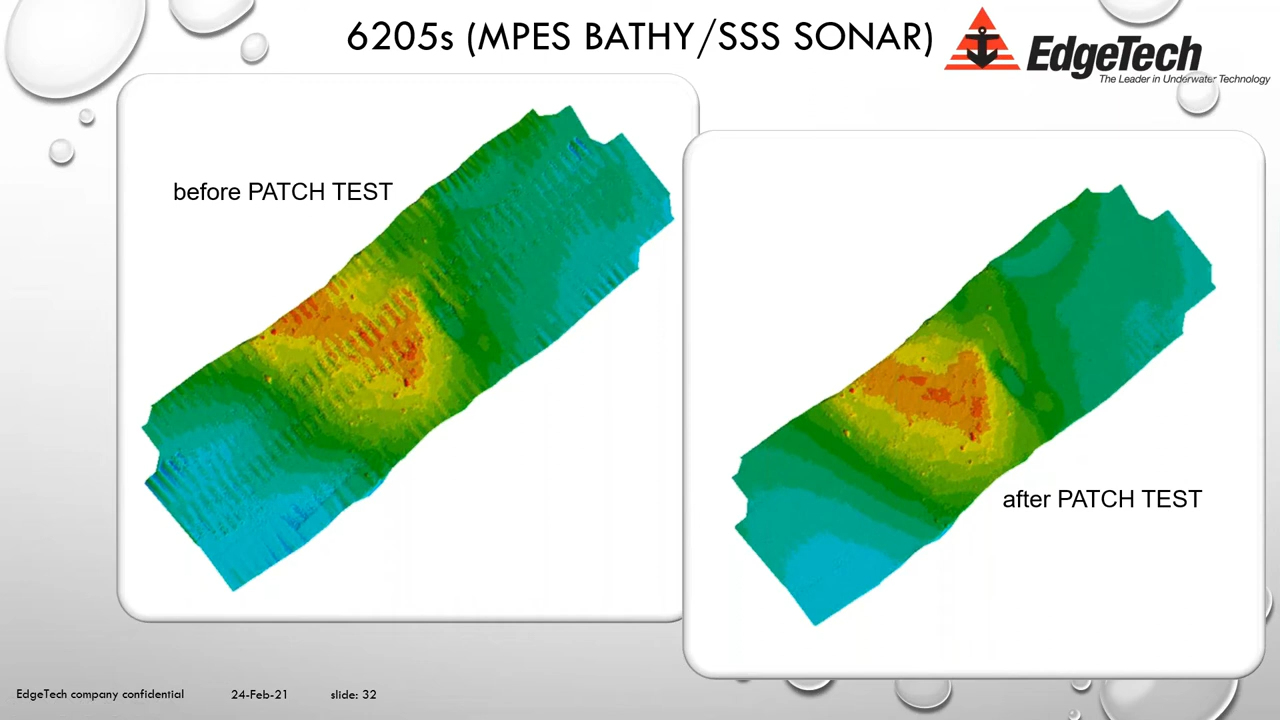 6205s (MPES BATHY/SSS SONAR)
EdgeTech
The Leader in Underwater Technology
before PATCH TEST
after PATCH TEST
EdgeTech company confidential 24-Feb-21 slide: 32